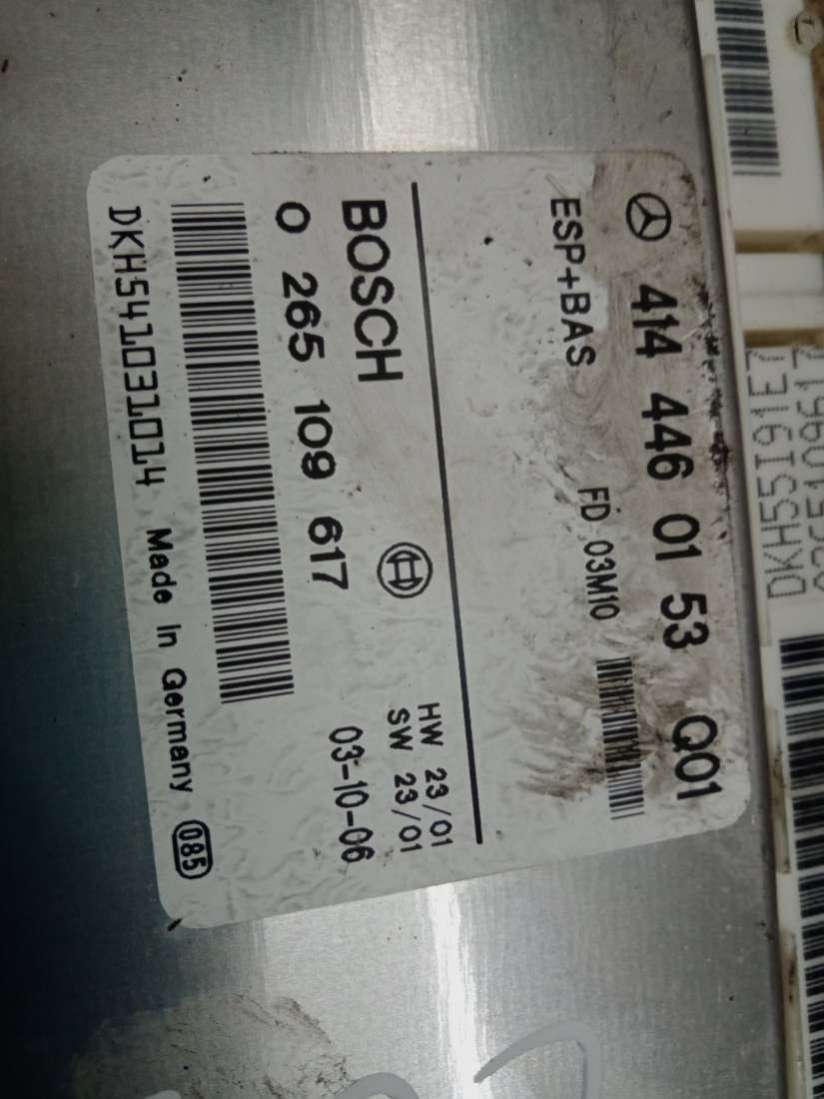 414 446 01 53 Q01
ESP+BAS
FD 03M10
BOSCH
HW 23/01
SW 23/01
0 265 109 617
03-10-06
DKH541031014 Made In Germany 085
DKH55191E7